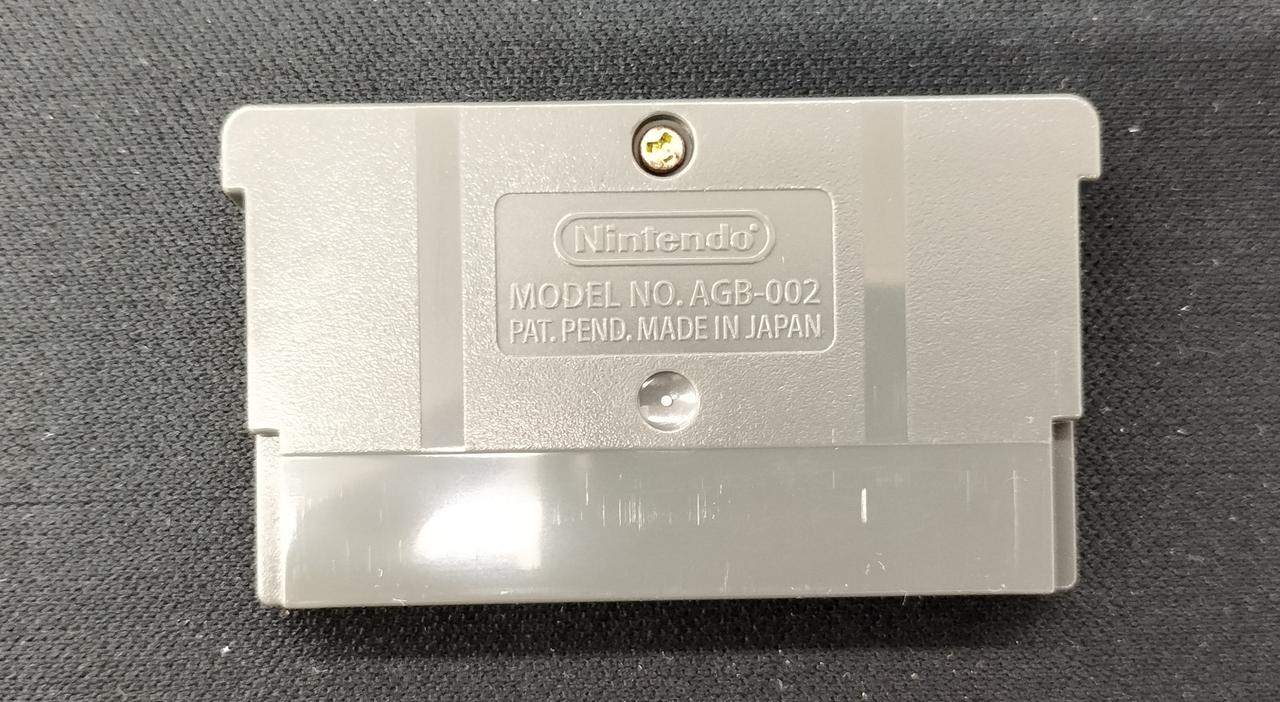 Nintendo®
MODEL NO. AGB-002
PAT. PEND. MADE IN JAPAN